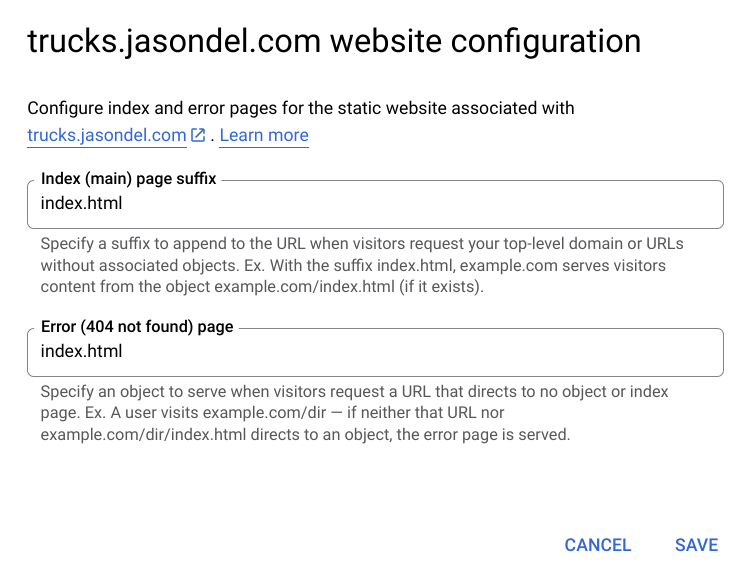 trucks.jasondel.com website configuration
Configure index and error pages for the static website associated with
trucks.jasondel.com . Learn more
Index (main) page suffix
index.html
Specify a suffix to append to the URL when visitors request your top-level domain or URLs
without associated objects. Ex. With the suffix index.html, example.com serves visitors
content from the object example.com/index.html (if it exists).
Error (404 not found) page
index.html
Specify an object to serve when visitors request a URL that directs to no object or index
page. Ex. A user visits example.com/dir — if neither that URL nor
example.com/dir/index.html directs to an object, the error page is served.
CANCEL SAVE